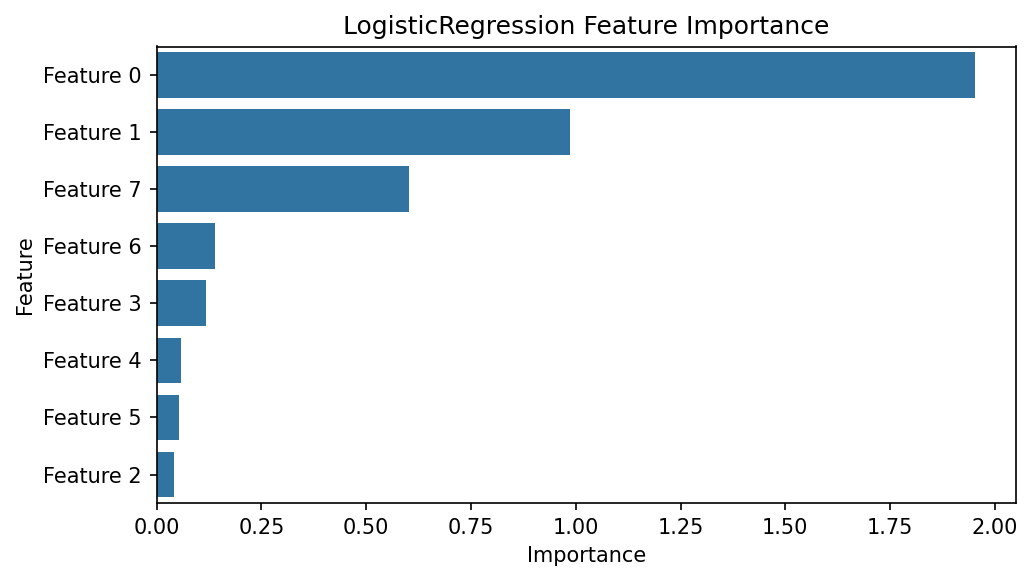 LogisticRegression Feature Importance
Feature
Feature 0
Feature 1
Feature 7
Feature 6
Feature 3
Feature 4
Feature 5
Feature 2
0.00 0.25 0.50 0.75 1.00 1.25 1.50 1.75 2.00
Importance